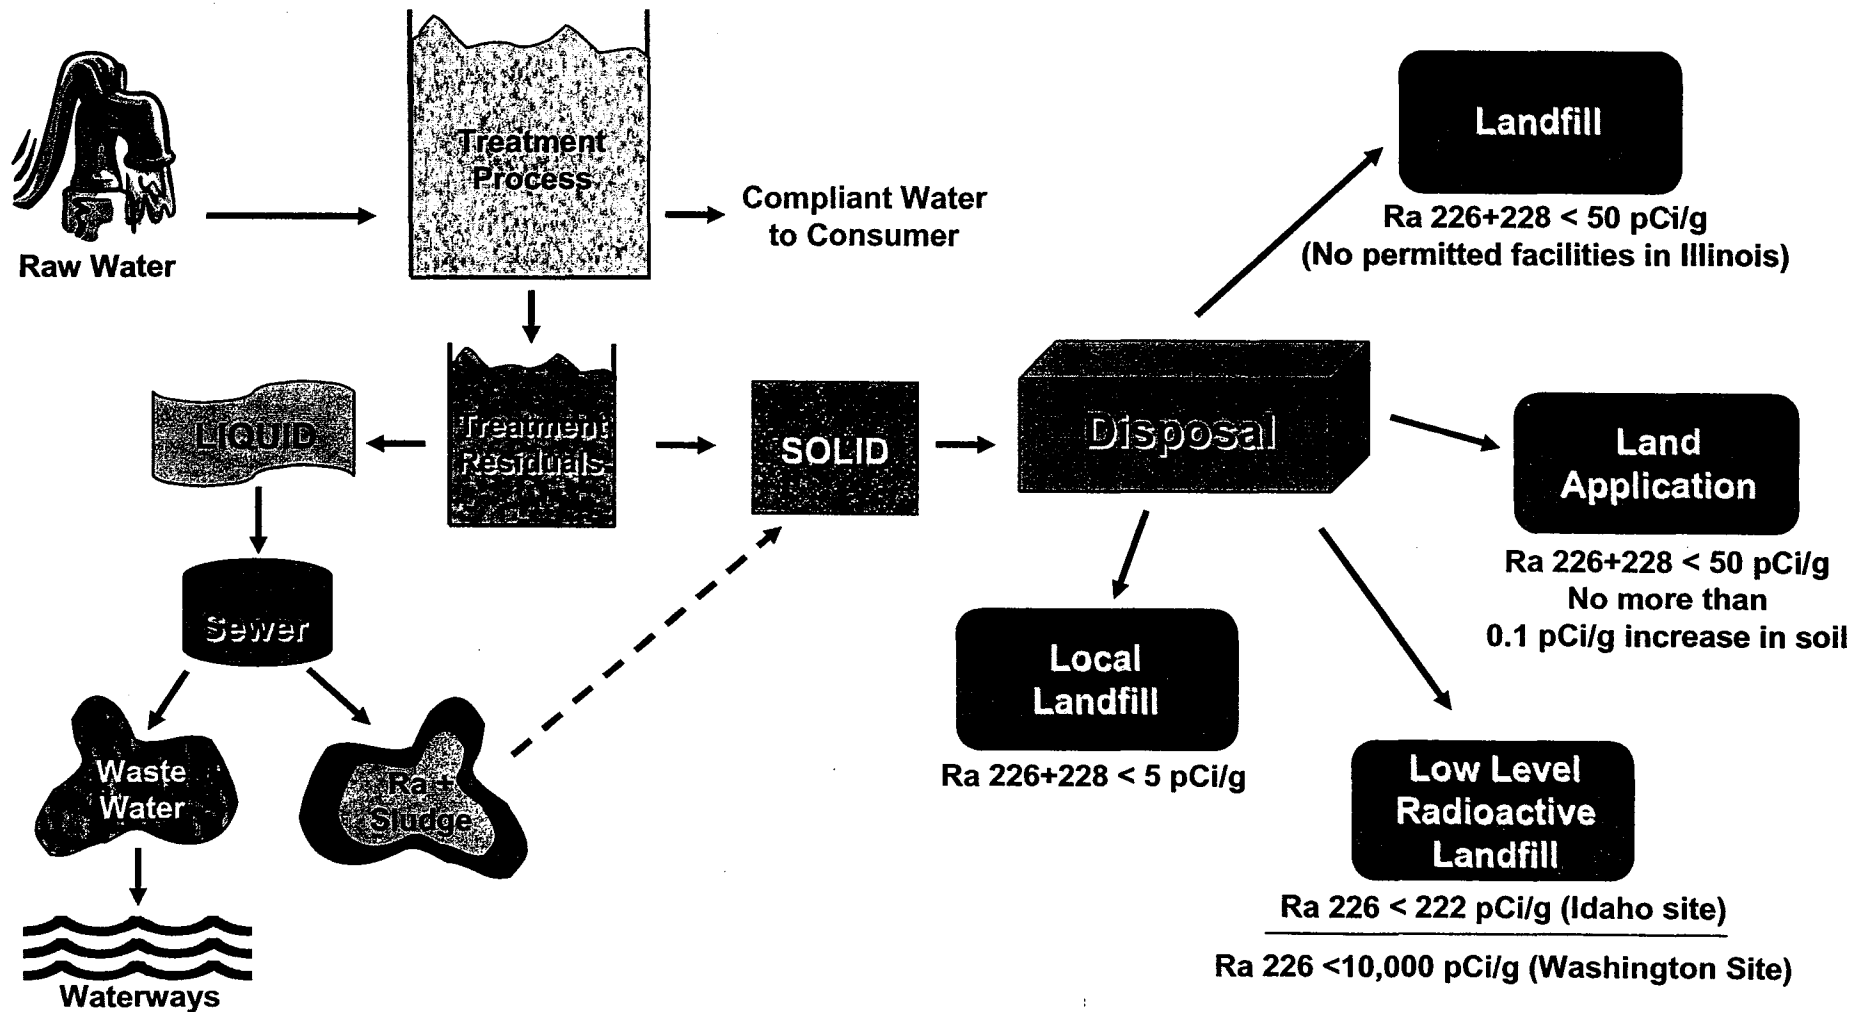 Treatment
Process
Raw Water
Compliant Water
to Consumer
Landfill
Ra 226+228 < 50 pCi/g
(No permitted facilities in Illinois)
LIQUID
Treatment
Residuals
SOLID
Disposal
Land
Application
Ra 226+228 < 50 pCi/g
No more than
0.1 pCi/g increase in soil
Sewer
Local
Landfill
Ra 226+228 < 5 pCi/g
Waste
Water
Ra +
Sludge
Low Level
Radioactive
Landfill
Ra 226 < 222 pCi/g (Idaho site)
Ra 226 <10,000 pCi/g (Washington Site)
Waterways